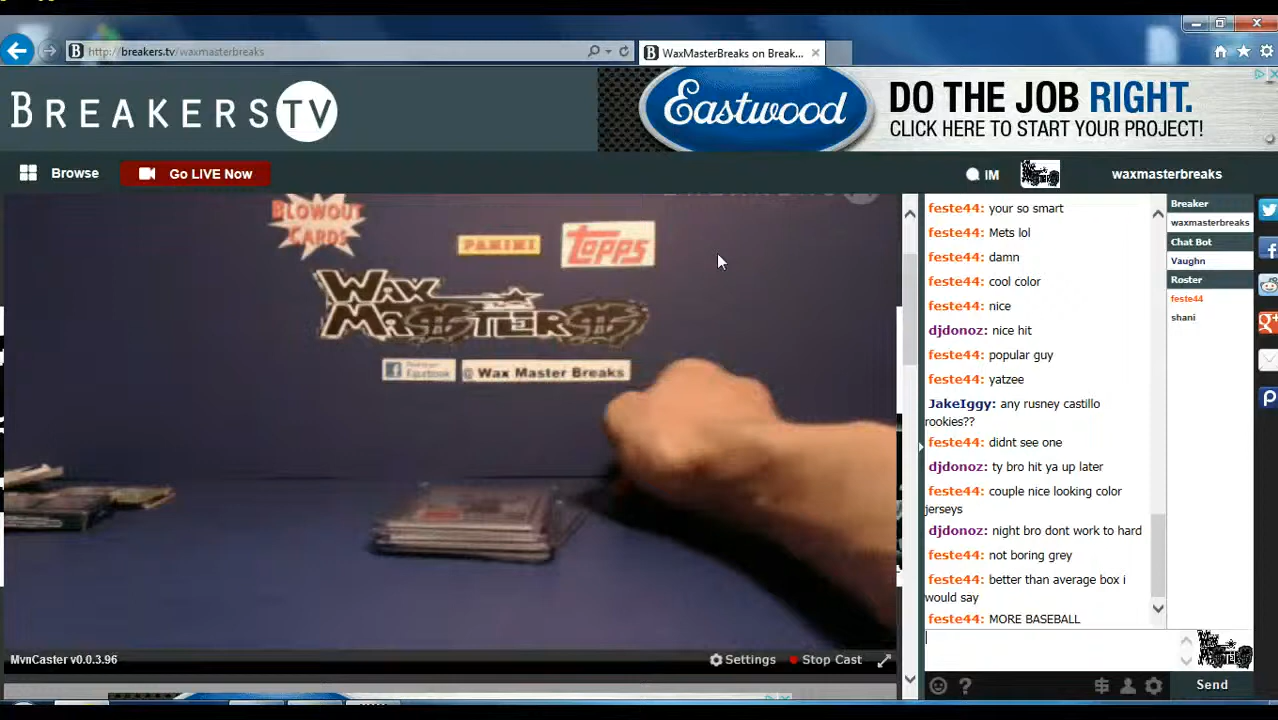 http://breakers.tv/waxmasterbreaks
WaxMasterBreaks on Break...
BREAKERS TV
Eastwood
DO THE JOB RIGHT.
CLICK HERE TO START YOUR PROJECT!
Browse
Go LIVE Now
IM
waxmasterbreaks
BLOWOUT
CARDS
PANINI
topps
WAX
MASTERS
Facebook
@ Wax Master Breaks
feste44: your so smart
feste44: Mets lol
feste44: damn
feste44: cool color
feste44: nice
djdonoz: nice hit
feste44: popular guy
feste44: yatzee
JakeIggy: any rusney castillo
rookies??
feste44: didnt see one
djdonoz: ty bro hit ya up later
feste44: couple nice looking color
jerseys
djdonoz: night bro dont work to hard
feste44: not boring grey
feste44: better than average box i
would say
feste44: MORE BASEBALL
Breaker
waxmasterbreaks
Chat Bot
Vaughn
Roster
feste44
shani
MvnCaster v0.0.3.96
Settings
Stop Cast
Send